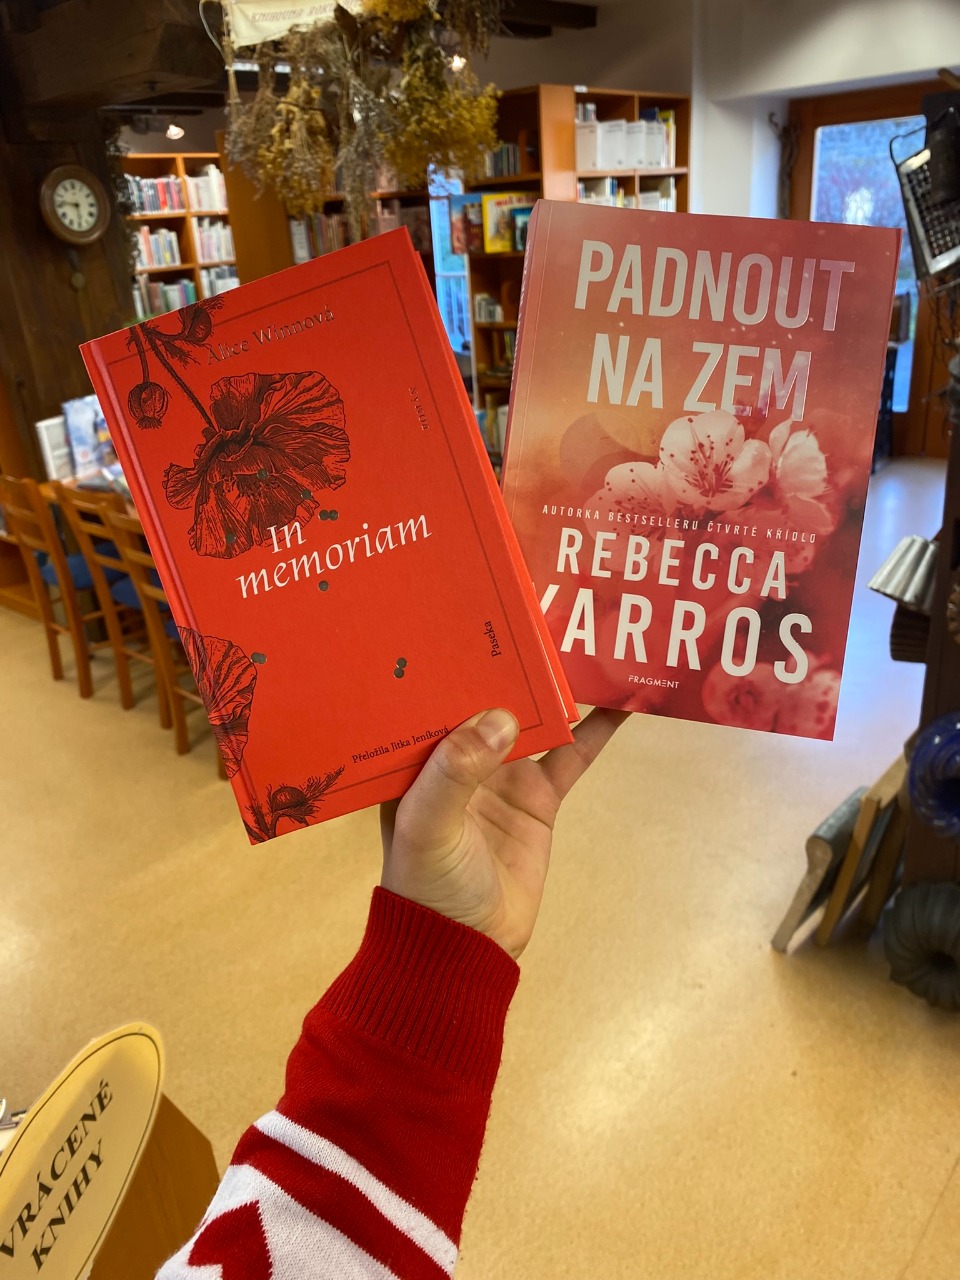 Alice Winnová
ROMÁN
In
memoriam
Paseka
Přeložila Jitka Jeníková
PADNOUT
NA ZEM
AUTORKA BESTSELLERU ČTVRTÉ KŘÍDLO
REBECCA
YARROS
FRAGMENT
VRÁCENÉ
KNIHY